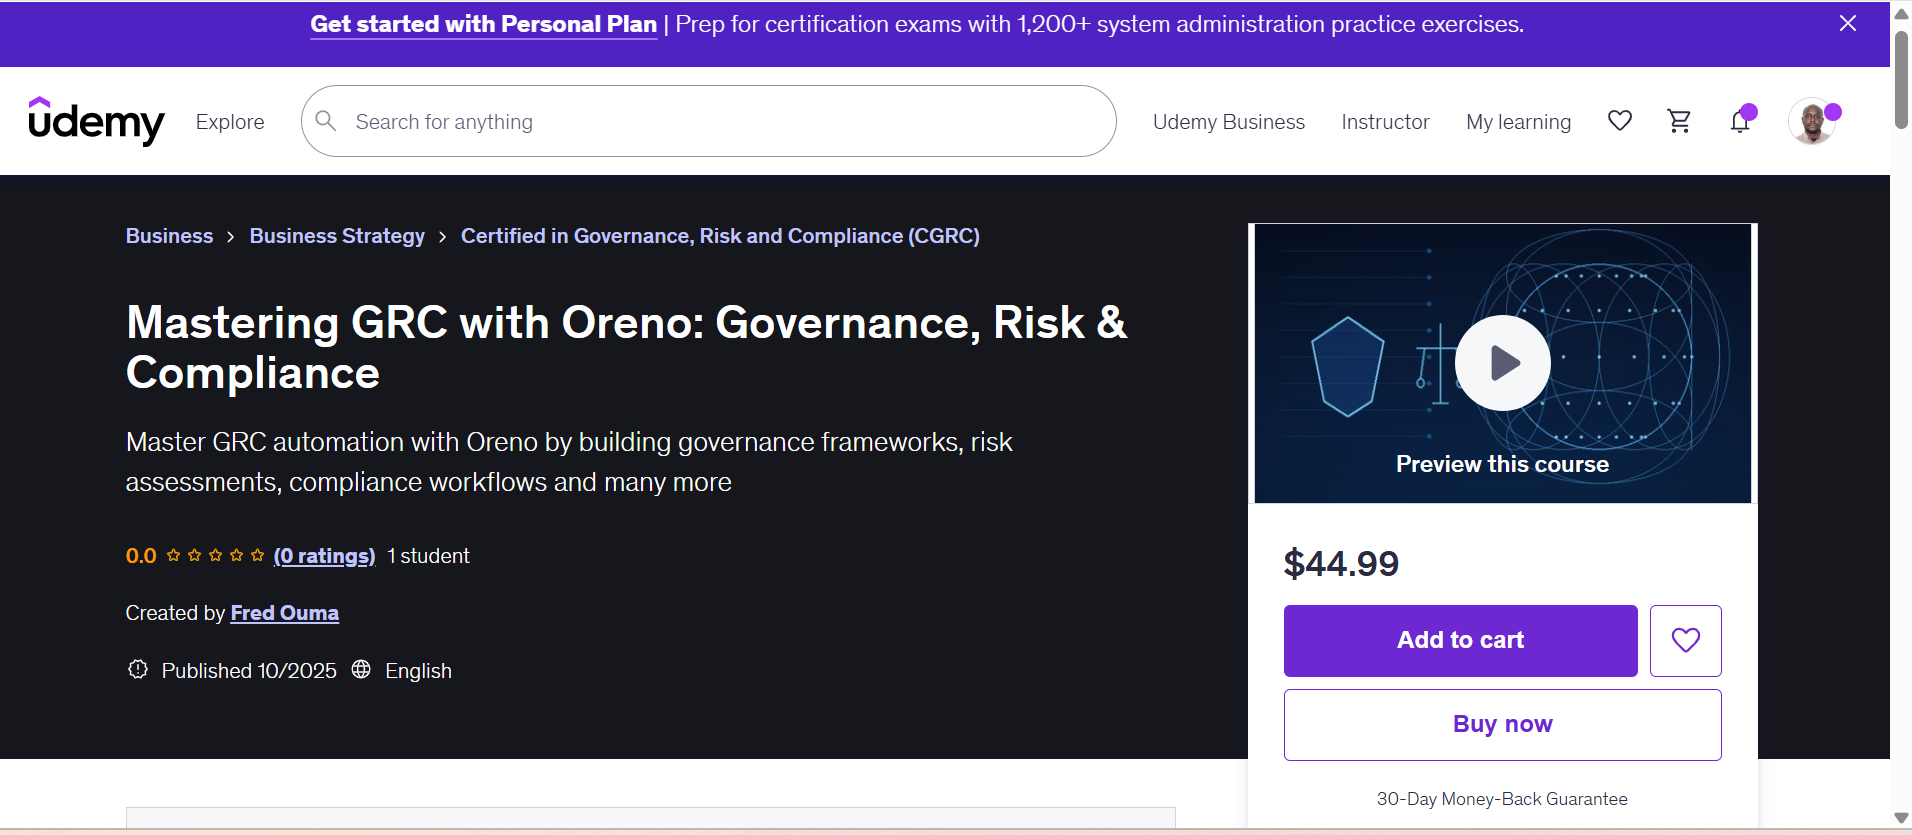 Get started with Personal Plan | Prep for certification exams with 1,200+ system administration practice exercises.
udemy
Explore
Search for anything
Udemy Business
Instructor
My learning
Business > Business Strategy > Certified in Governance, Risk and Compliance (CGRC)
Mastering GRC with Oreno: Governance, Risk &
Compliance
Master GRC automation with Oreno by building governance frameworks, risk
assessments, compliance workflows and many more
0.0 (0 ratings) 1 student
Created by Fred Ouma
Published 10/2025 English
Preview this course
$44.99
Add to cart
Buy now
30-Day Money-Back Guarantee